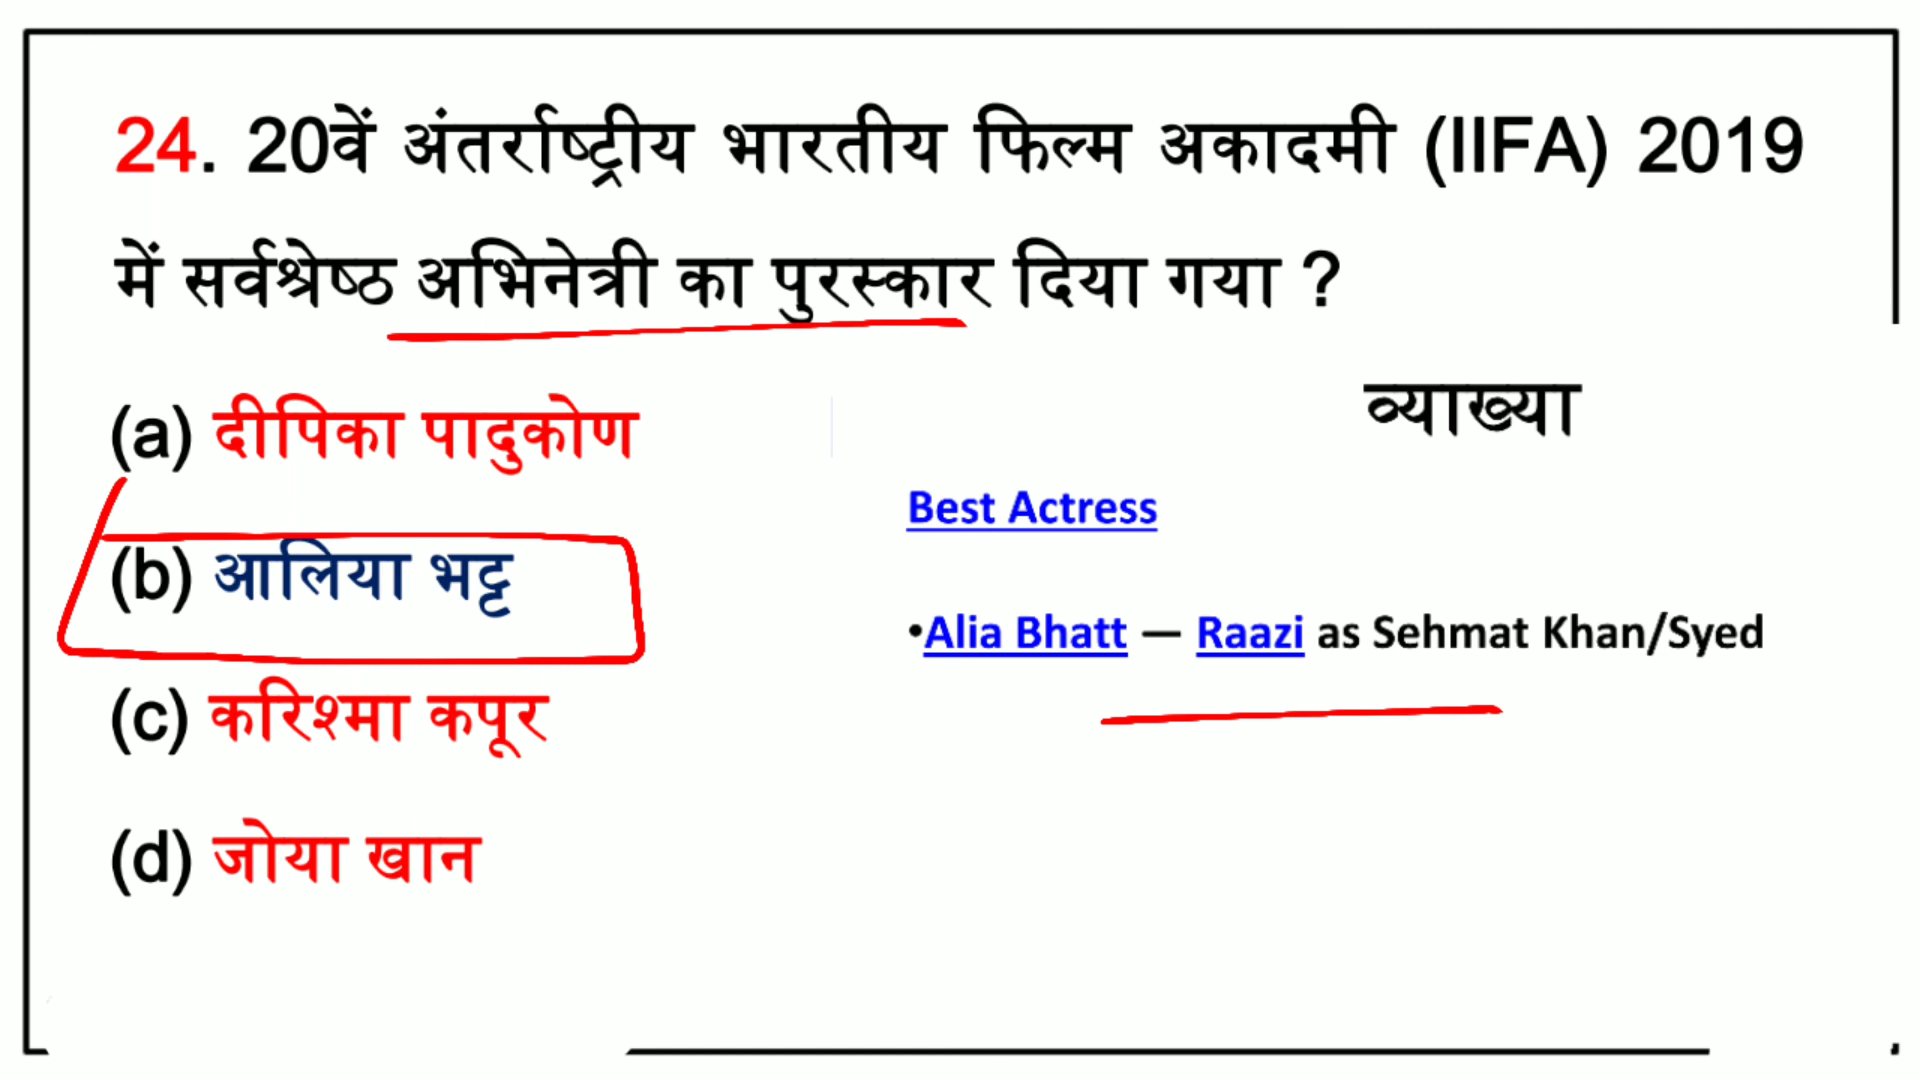 24. 20वें अंतर्राष्ट्रीय भारतीय फिल्म अकादमी (IIFA) 2019
में सर्वश्रेष्ठ अभिनेत्री का पुरस्कार दिया गया ?
(a) दीपिका पादुकोण
(b) आलिया भट्ट
(c) करिश्मा कपूर
(d) जोया खान
व्याख्या
Best Actress
•Alia Bhatt — Raazi as Sehmat Khan/Syed